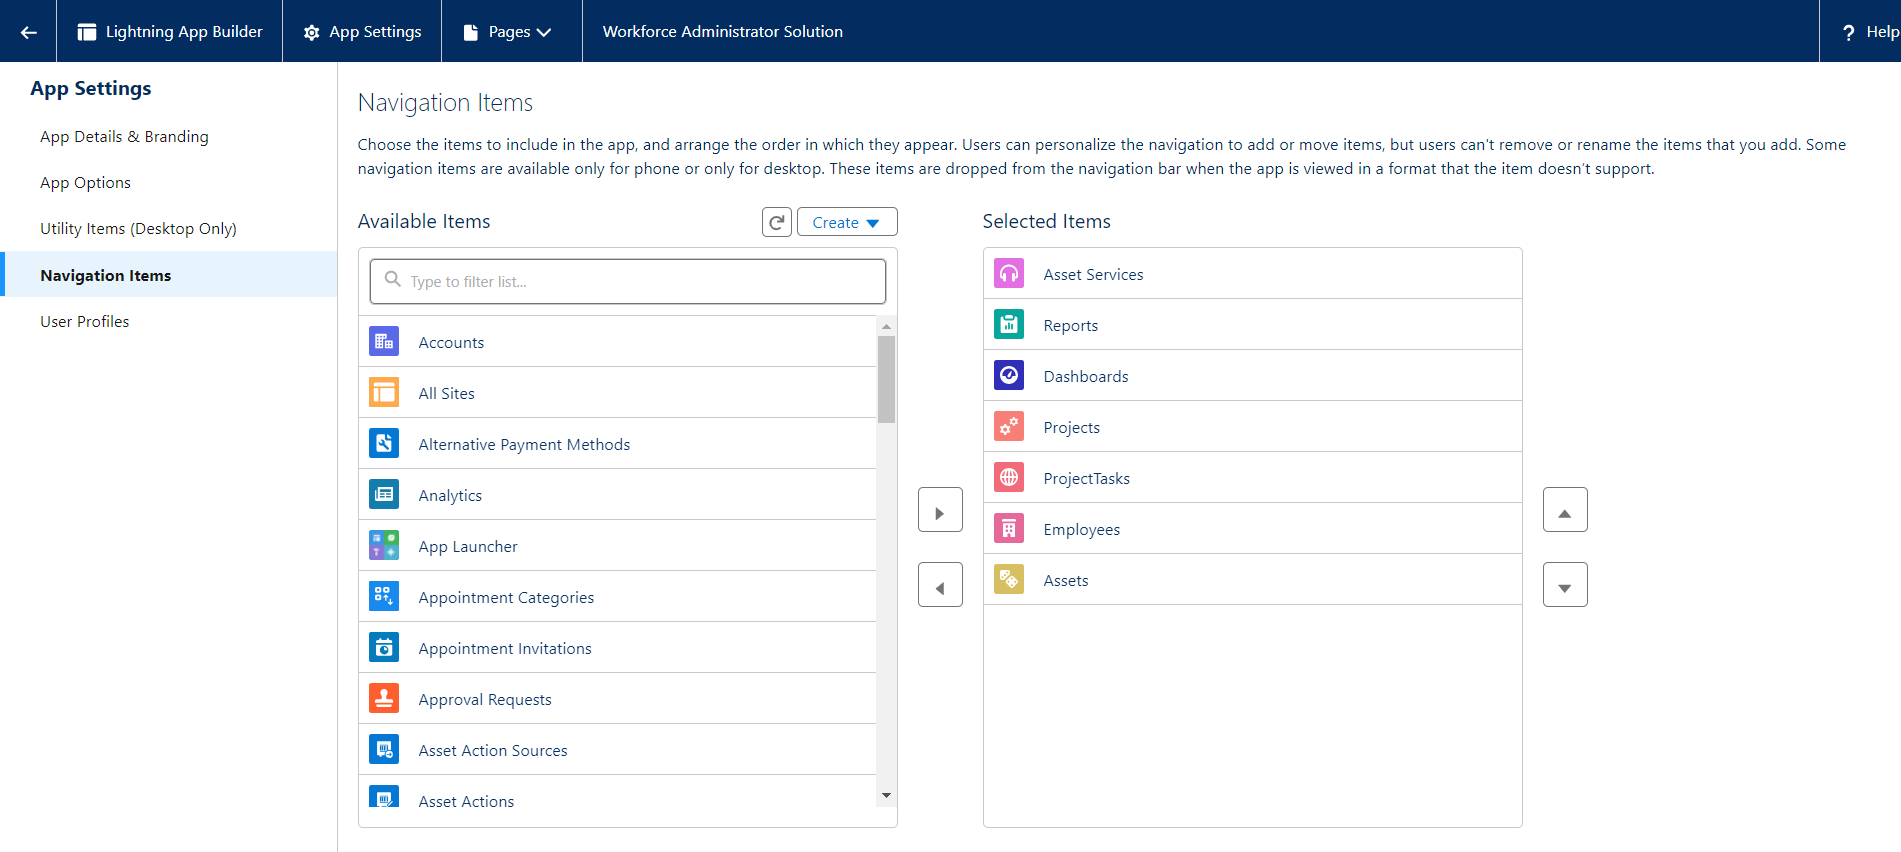 Lightning App Builder
App Settings
Pages
Workforce Administrator Solution
? Help
App Settings
App Details & Branding
App Options
Utility Items (Desktop Only)
Navigation Items
User Profiles
Navigation Items
Choose the items to include in the app, and arrange the order in which they appear. Users can personalize the navigation to add or move items, but users can't remove or rename the items that you add. Some
navigation items are available only for phone or only for desktop. These items are dropped from the navigation bar when the app is viewed in a format that the item doesn’t support.
Available Items
Create
Type to filter list...
Accounts
All Sites
Alternative Payment Methods
Analytics
App Launcher
Appointment Categories
Appointment Invitations
Approval Requests
Asset Action Sources
Asset Actions
Selected Items
Asset Services
Reports
Dashboards
Projects
ProjectTasks
Employees
Assets